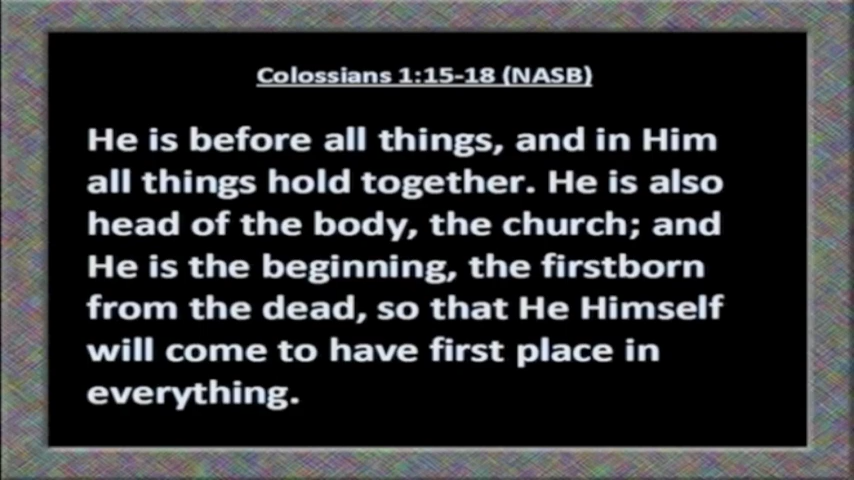 Colossians 1:15-18 (NASB)
He is before all things, and in Him
all things hold together. He is also
head of the body, the church; and
He is the beginning, the firstborn
from the dead, so that He Himself
will come to have first place in
everything.